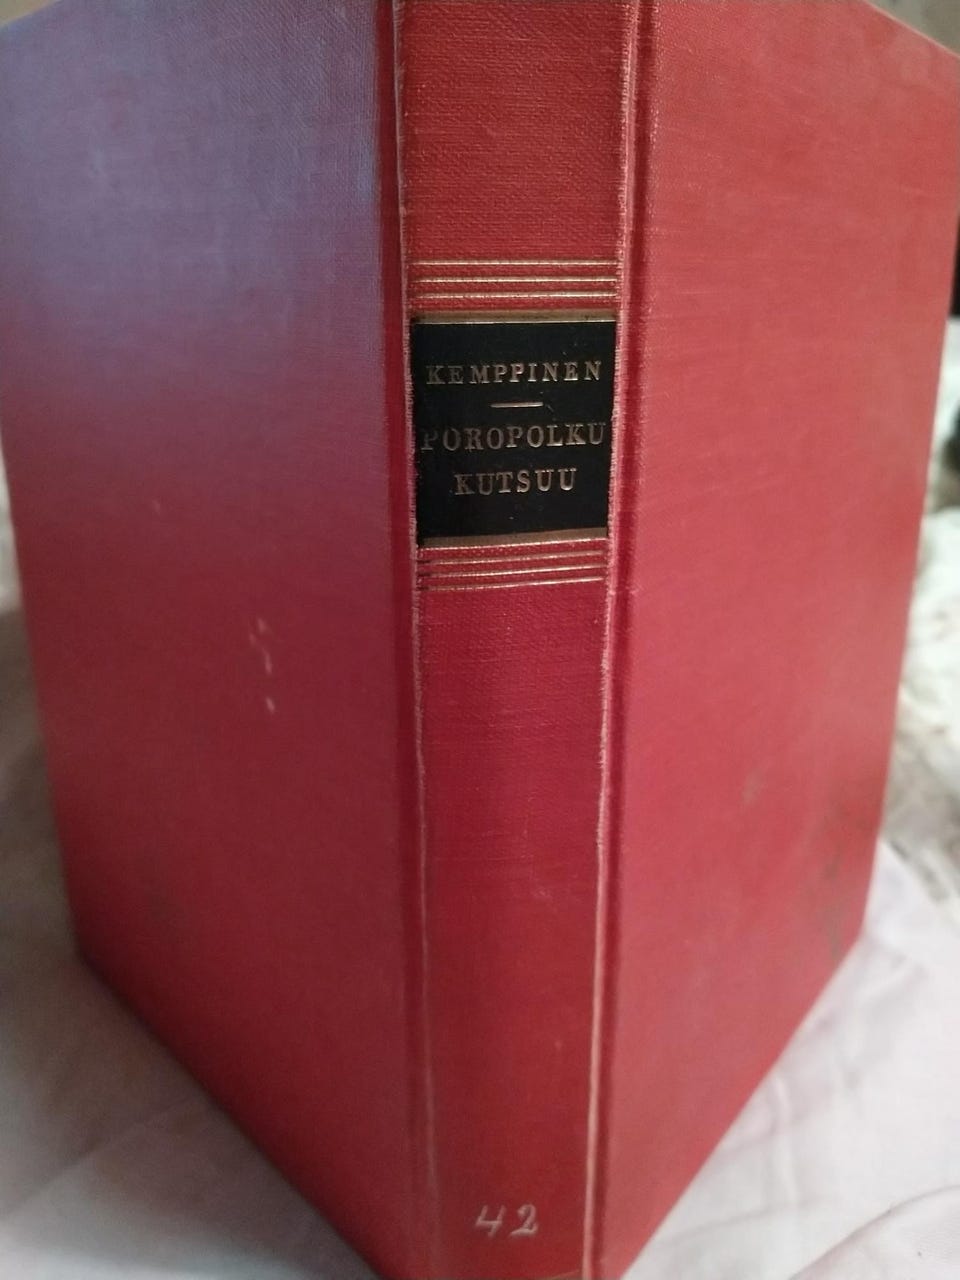 KEMPPINEN
POROPOLKU
KUTSUU
42